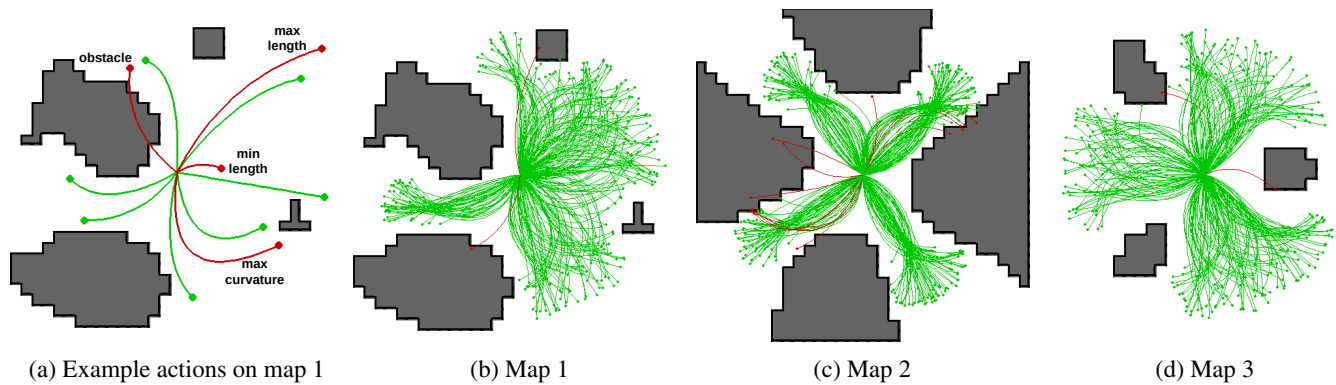 obstacle
max
length
min
length
max
curvature
(a) Example actions on map 1
(b) Map 1
(c) Map 2
(d) Map 3